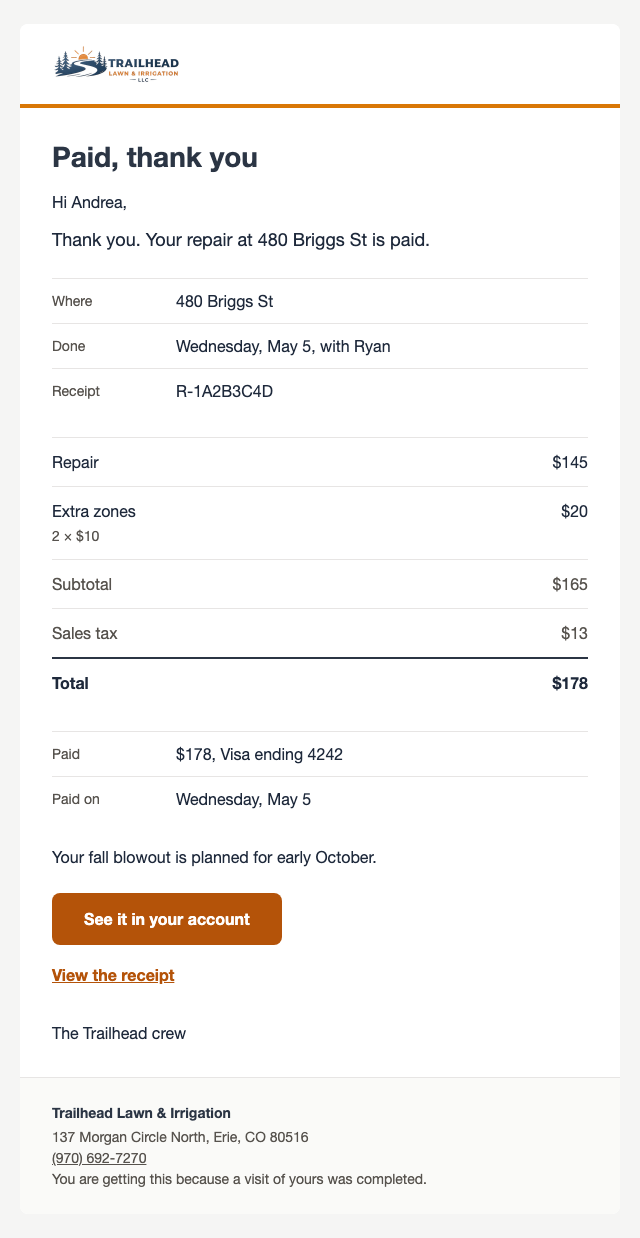 TRAILHEAD
LAWN & IRRIGATION
LLC
Paid, thank you
Hi Andrea,
Thank you. Your repair at 480 Briggs St is paid.
Where 480 Briggs St
Done Wednesday, May 5, with Ryan
Receipt R-1A2B3C4D
Repair $145
Extra zones $20
2 × $10
Subtotal $165
Sales tax $13
Total $178
Paid $178, Visa ending 4242
Paid on Wednesday, May 5
Your fall blowout is planned for early October.
See it in your account
View the receipt
The Trailhead crew
Trailhead Lawn & Irrigation
137 Morgan Circle North, Erie, CO 80516
(970) 692-7270
You are getting this because a visit of yours was completed.